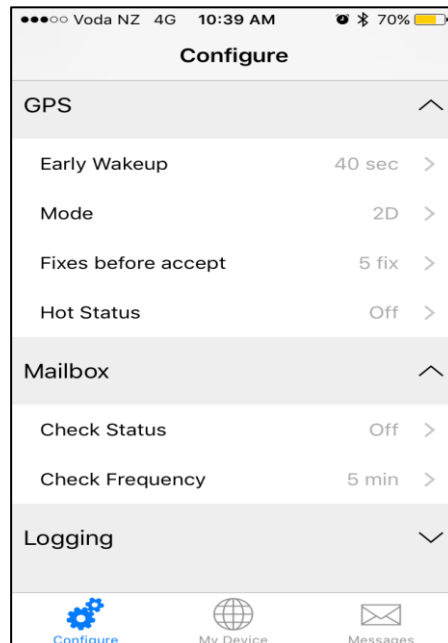 Voda NZ 4G 10:39 AM 70%
Configure
GPS
Early Wakeup 40 sec
Mode 2D
Fixes before accept 5 fix
Hot Status Off
Mailbox
Check Status Off
Check Frequency 5 min
Logging
Configure My Device Messages